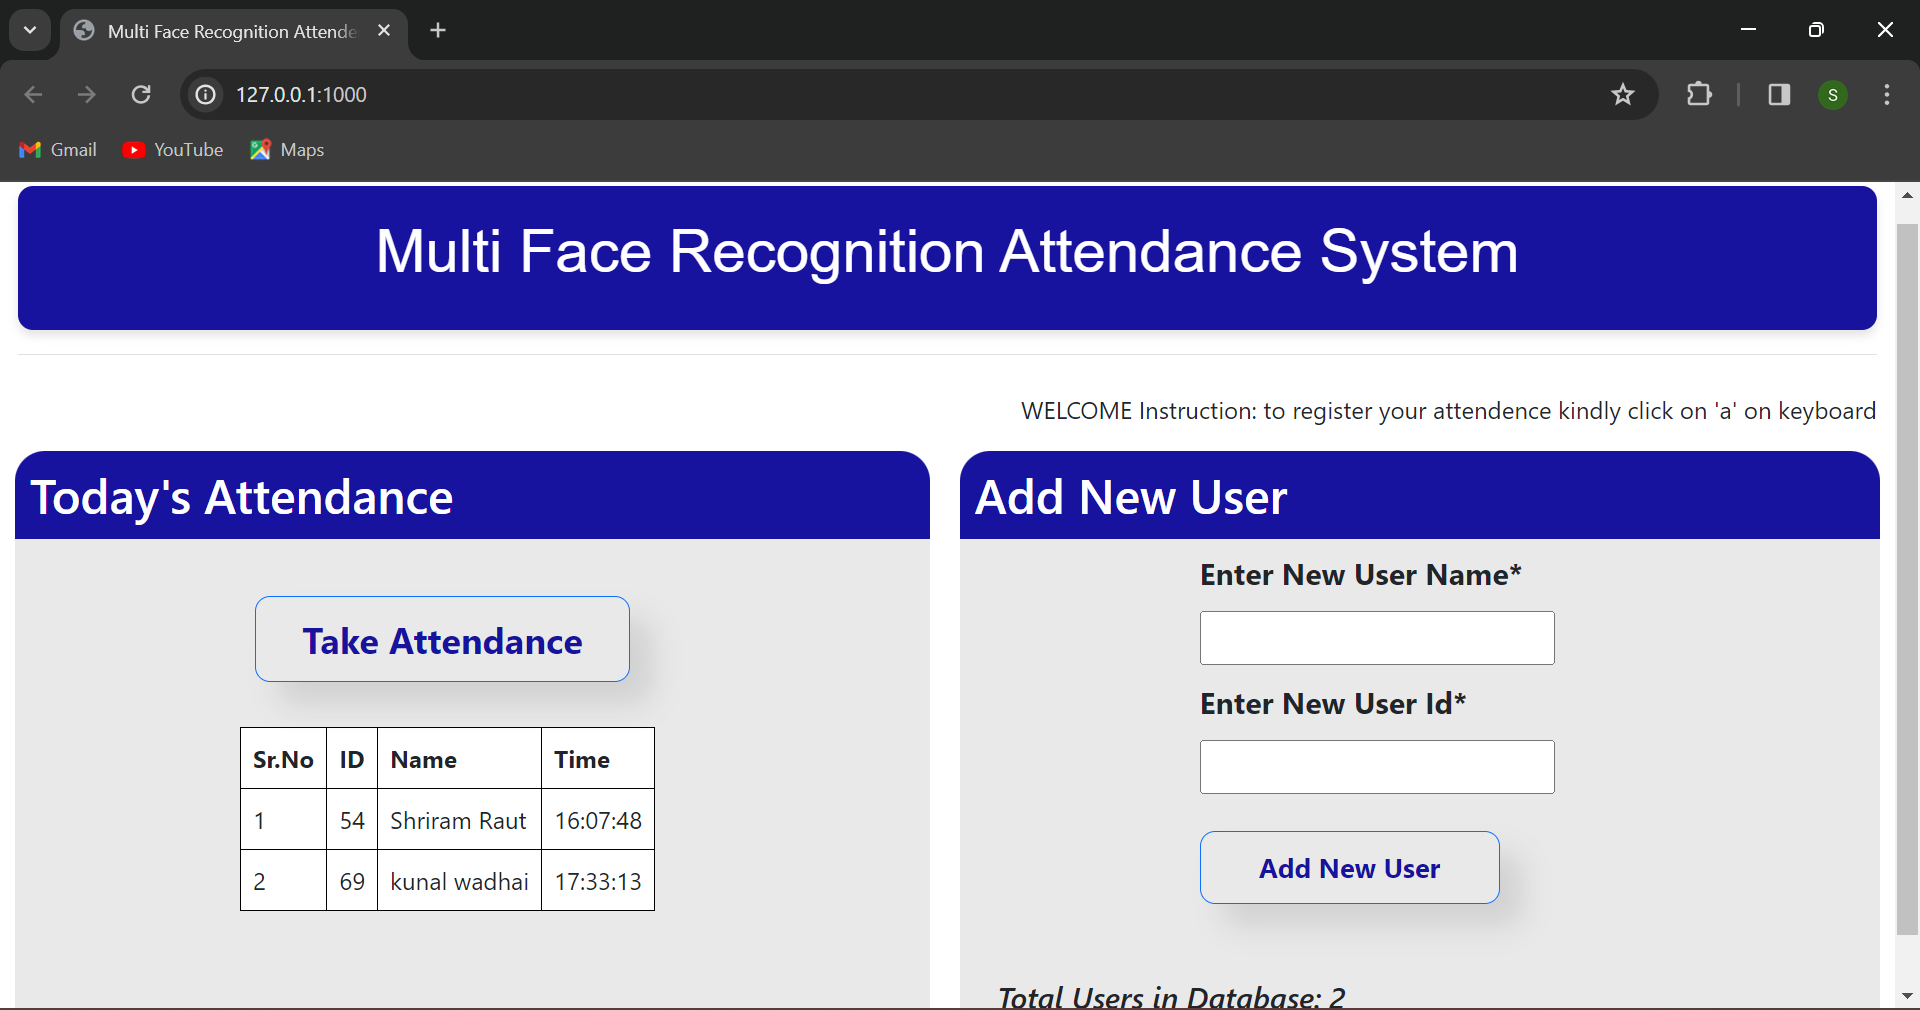 Multi Face Recognition Attende
127.0.0.1:1000
S
Gmail YouTube Maps
Multi Face Recognition Attendance System
WELCOME Instruction: to register your attendence kindly click on 'a' on keyboard
Today's Attendance
Take Attendance
Sr.No ID Name Time
1 54 Shriram Raut 16:07:48
2 69 kunal wadhai 17:33:13
Add New User
Enter New User Name*
Enter New User Id*
Add New User
Total Users in Database: 2